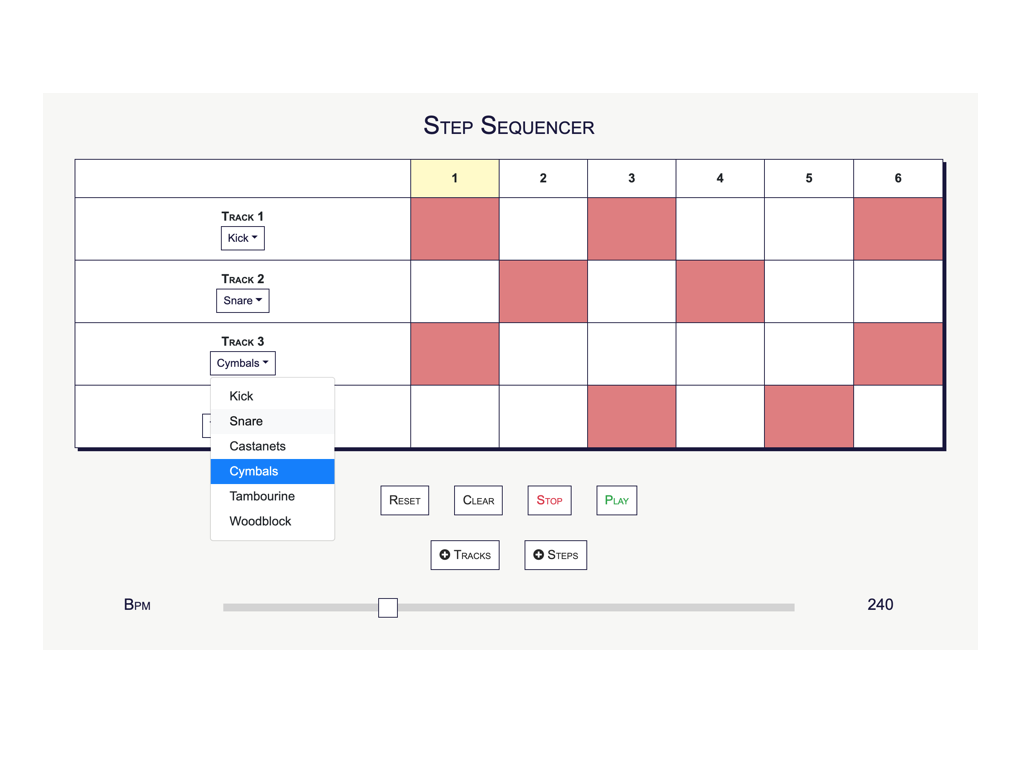 Step Sequencer
1 2 3 4 5 6
Track 1
Kick
Track 2
Snare
Track 3
Cymbals
Kick
Snare
Castanets
Cymbals
Tambourine
Woodblock
Reset Clear Stop Play
Tracks Steps
Bpm 240